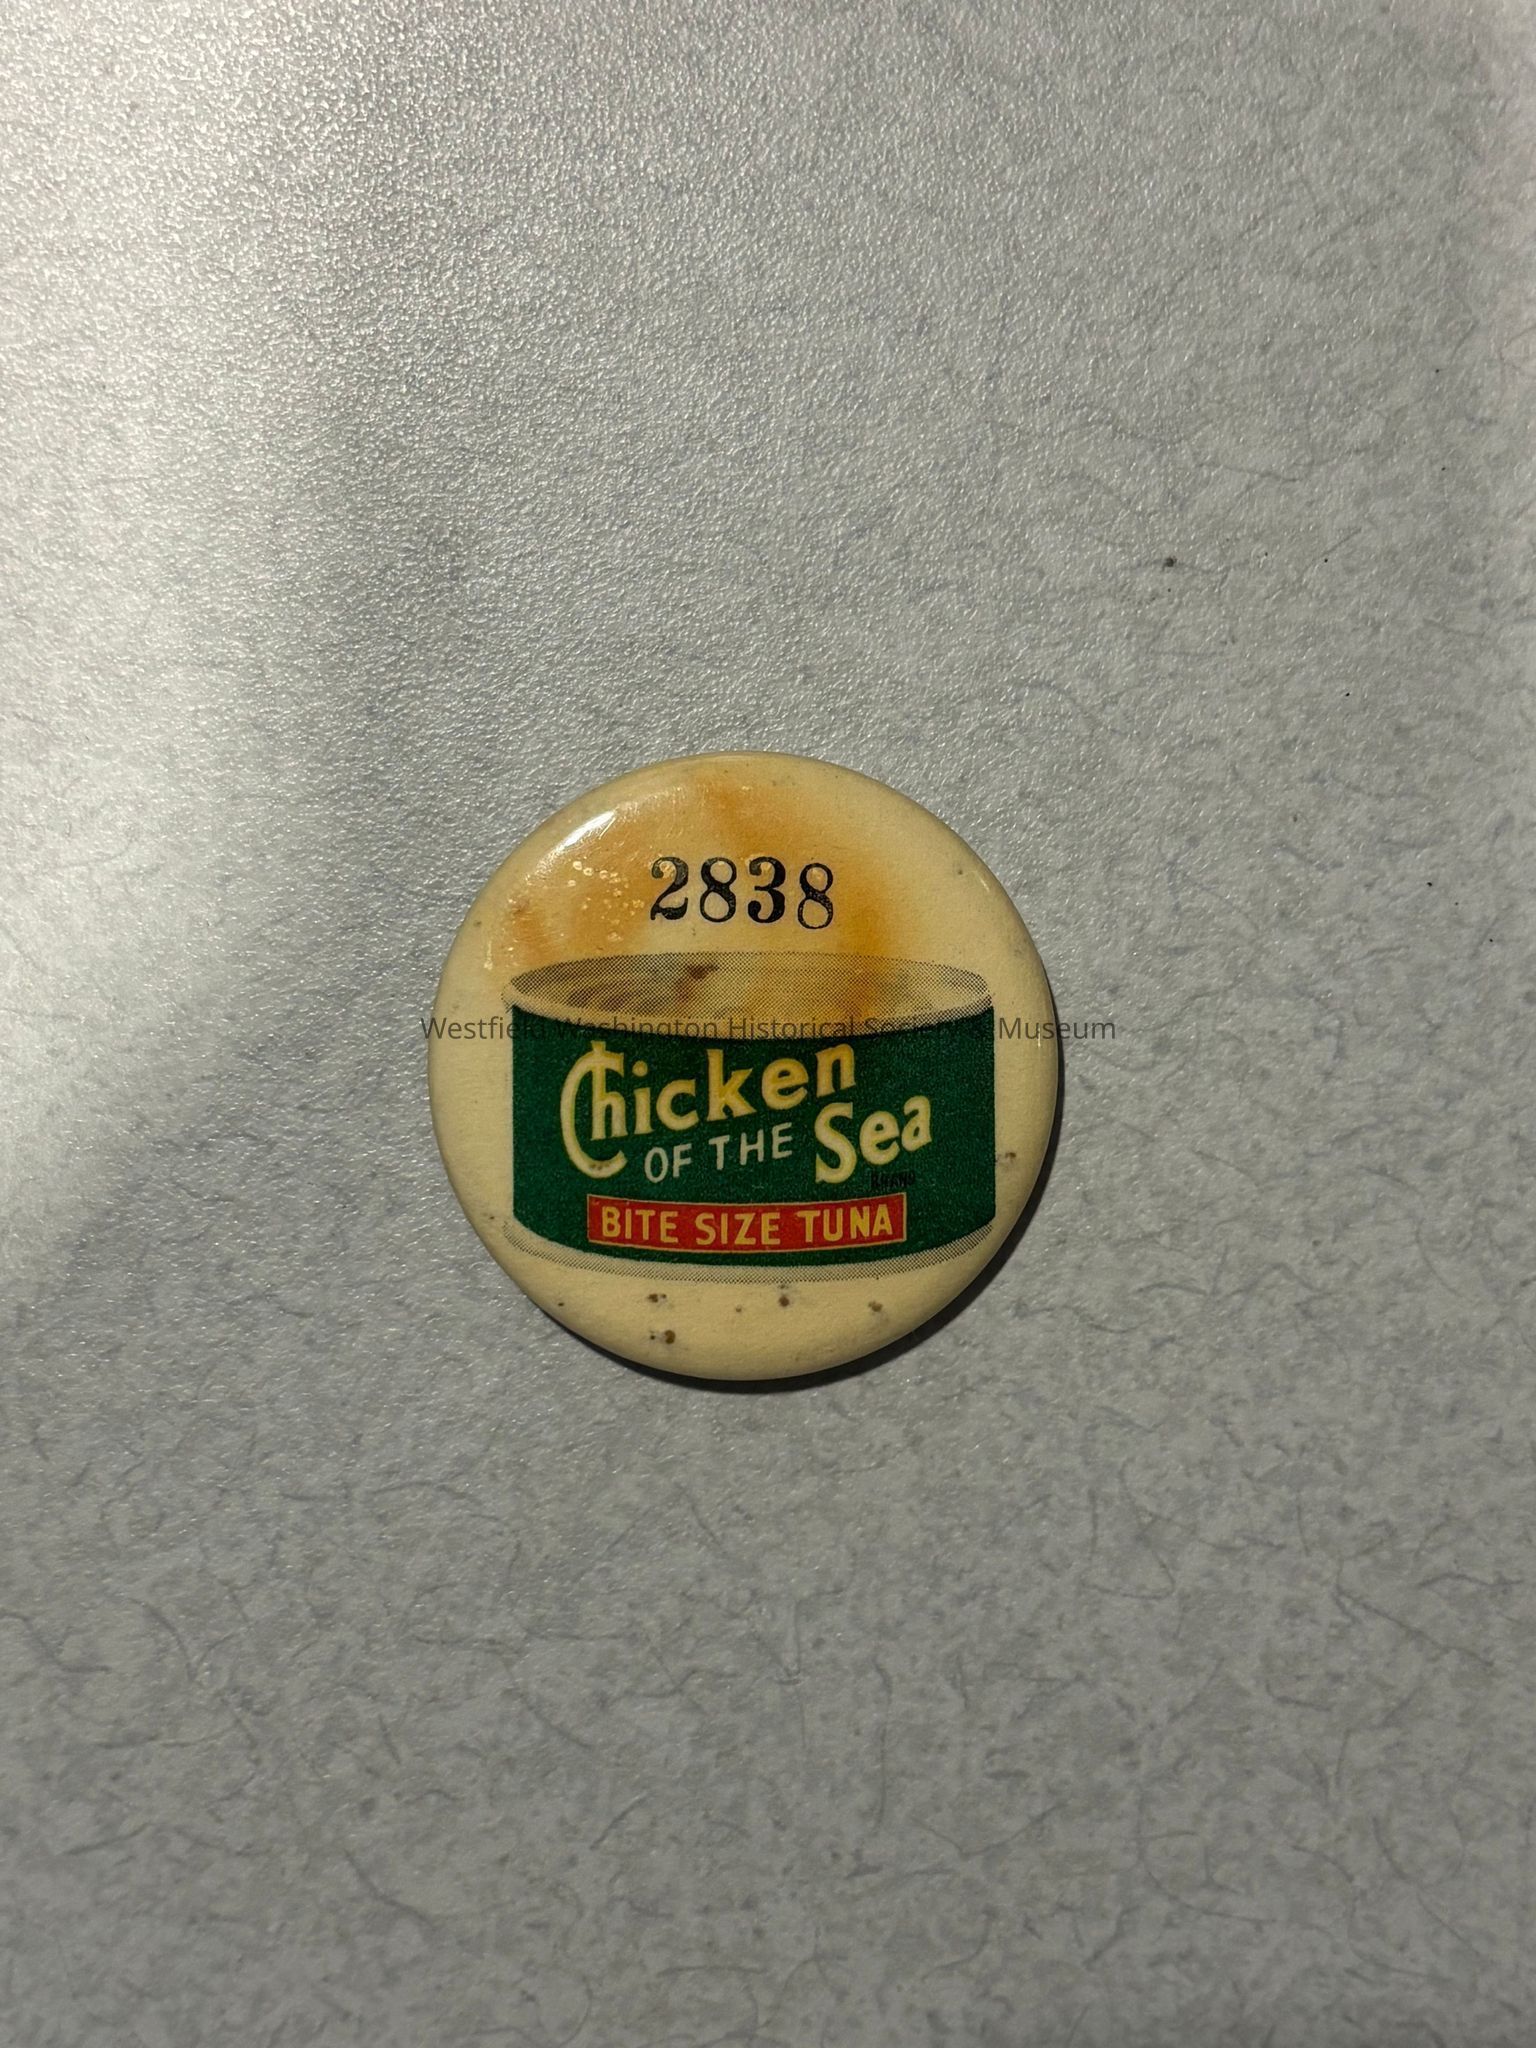 2838
Westfield Washington Historical Society & Museum
Chicken
OF THE Sea
BRAND
BITE SIZE TUNA